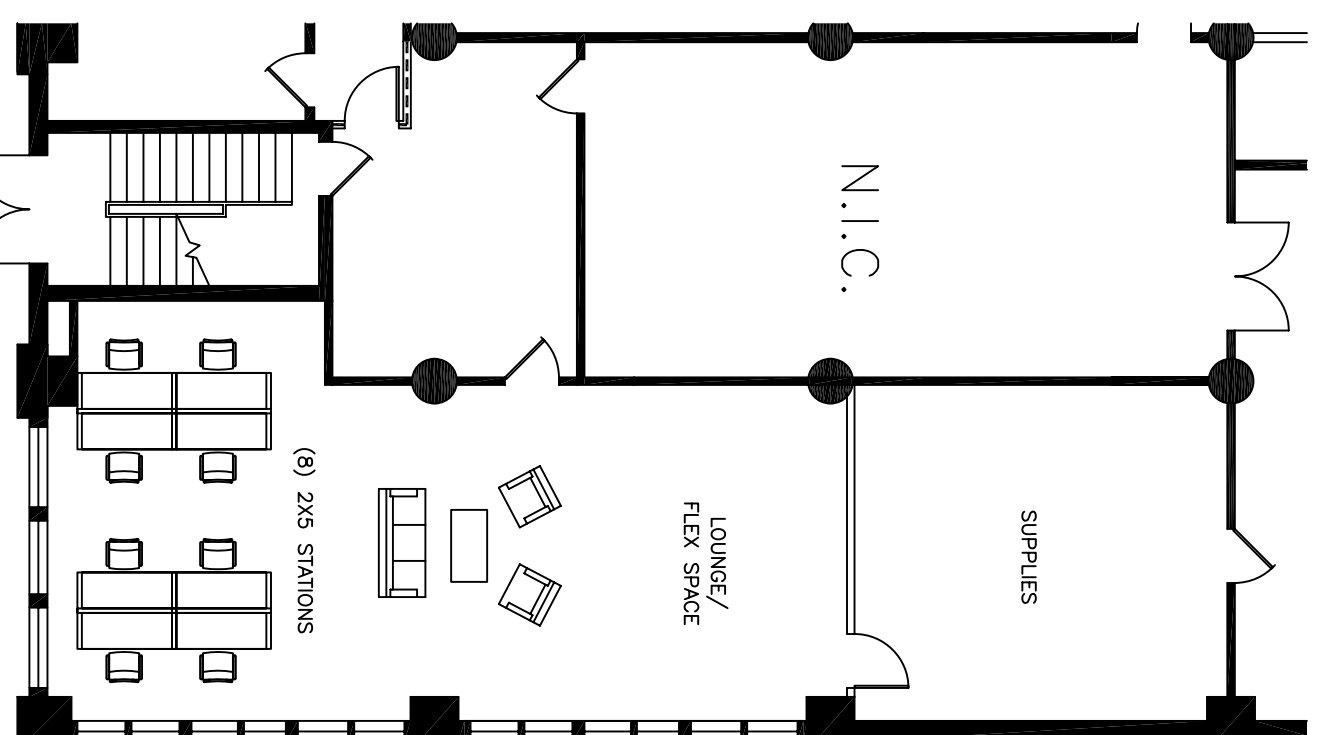 N.I.C.
(8) 2X5 STATIONS
LOUNGE/
FLEX SPACE
SUPPLIES